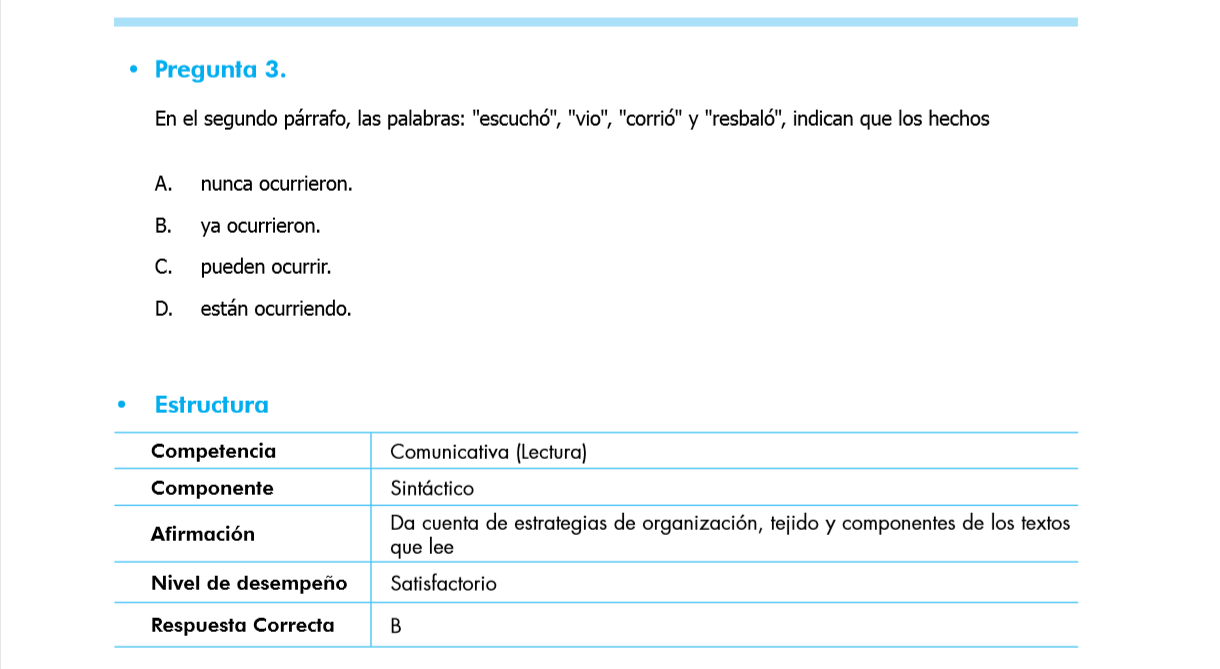 • Pregunta 3.
En el segundo párrafo, las palabras: "escuchó", "vio", "corrió" y "resbaló", indican que los hechos
A. nunca ocurrieron.
B. ya ocurrieron.
C. pueden ocurrir.
D. están ocurriendo.
• Estructura
Competencia Comunicativa (Lectura)
Componente Sintáctico
Afirmación Da cuenta de estrategias de organización, tejido y componentes de los textos
que lee
Nivel de desempeño Satisfactorio
Respuesta Correcta B